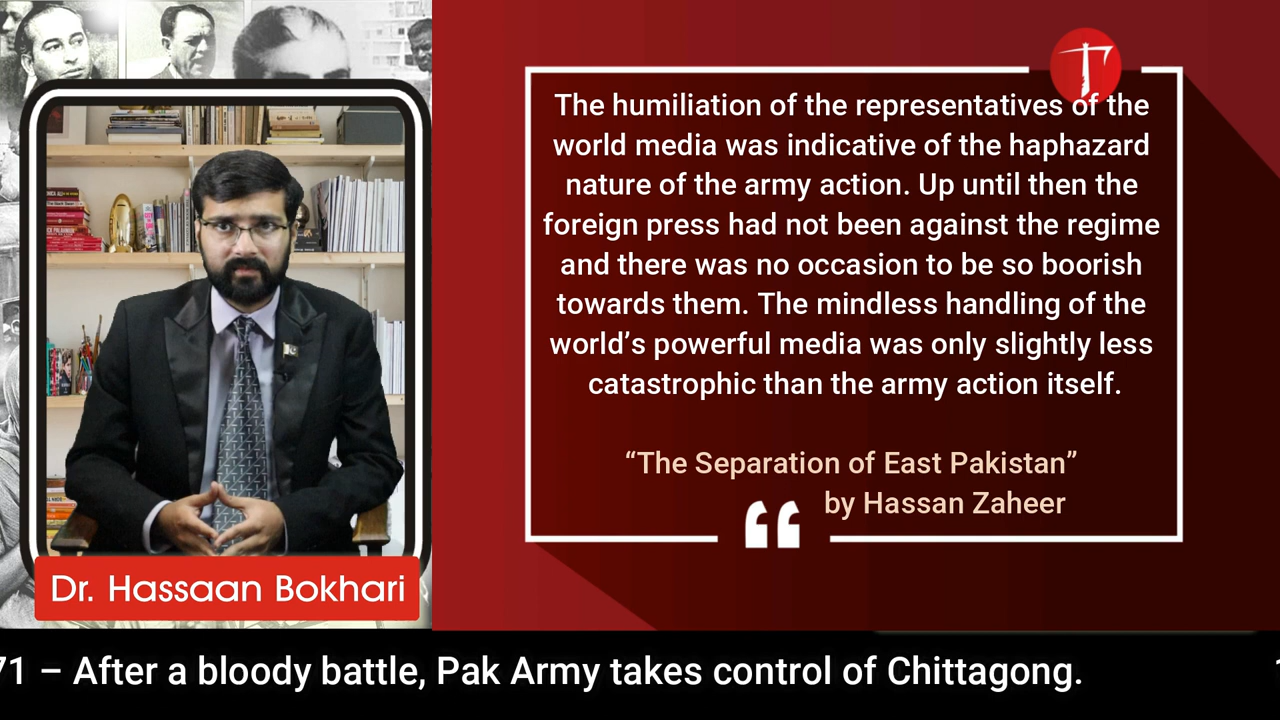 The humiliation of the representatives of the
world media was indicative of the haphazard
nature of the army action. Up until then the
foreign press had not been against the regime
and there was no occasion to be so boorish
towards them. The mindless handling of the
world’s powerful media was only slightly less
catastrophic than the army action itself.
“The Separation of East Pakistan”
by Hassan Zaheer
Dr. Hassaan Bokhari
71 – After a bloody battle, Pak Army takes control of Chittagong.